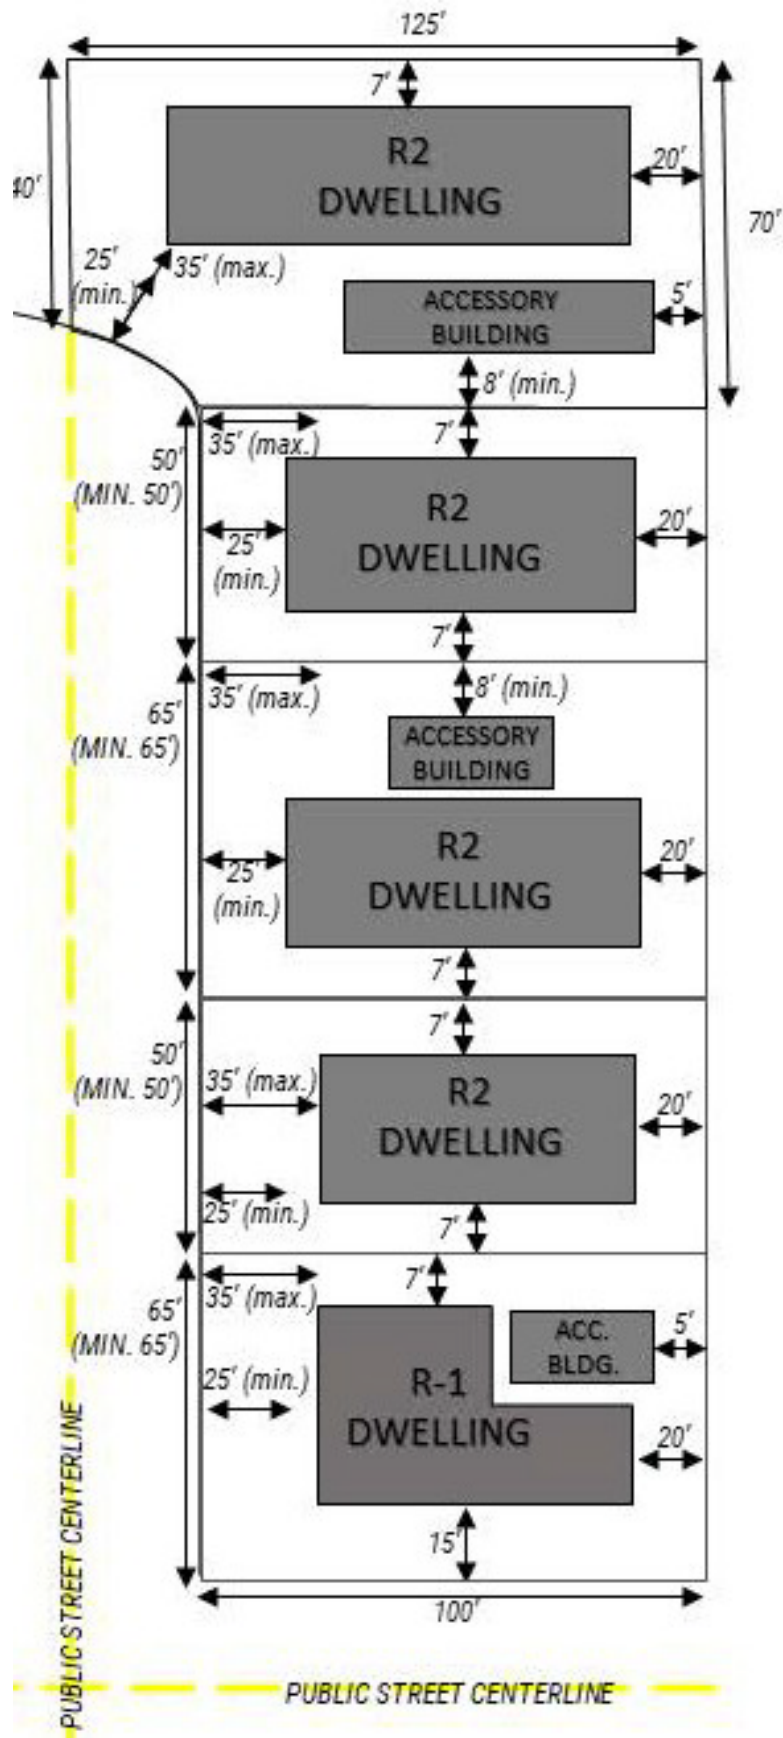 125'
7'
R2
DWELLING
20'
40'
70'
25'
(min.)
35' (max.)
ACCESSORY
BUILDING
5'
8' (min.)
35' (max.)
7'
50'
(MIN. 50')
R2
DWELLING
20'
25'
(min.)
7'
35' (max.)
8' (min.)
65'
(MIN. 65')
ACCESSORY
BUILDING
R2
DWELLING
20'
25'
(min.)
7'
7'
50'
(MIN. 50')
35' (max.)
R2
DWELLING
20'
25' (min.)
7'
7'
35' (max.)
65'
(MIN. 65')
ACC.
BLDG.
5'
25' (min.)
R-1
DWELLING
20'
15'
100'
PUBLIC STREET CENTERLINE
PUBLIC STREET CENTERLINE